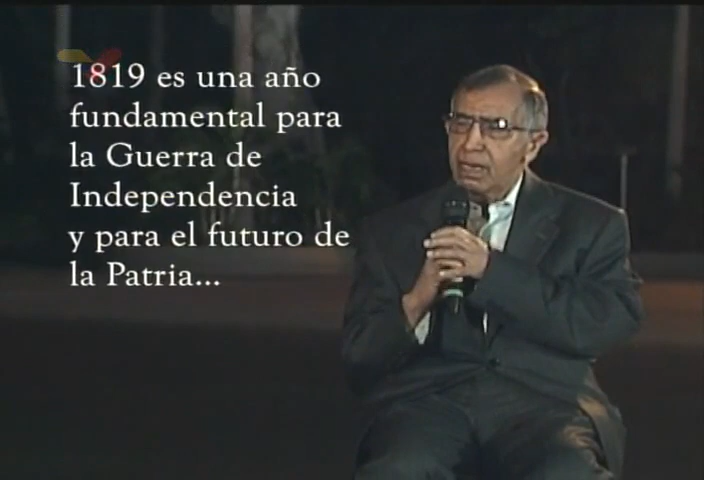 1819 es una año
fundamental para
la Guerra de
Independencia
y para el futuro de
la Patria...